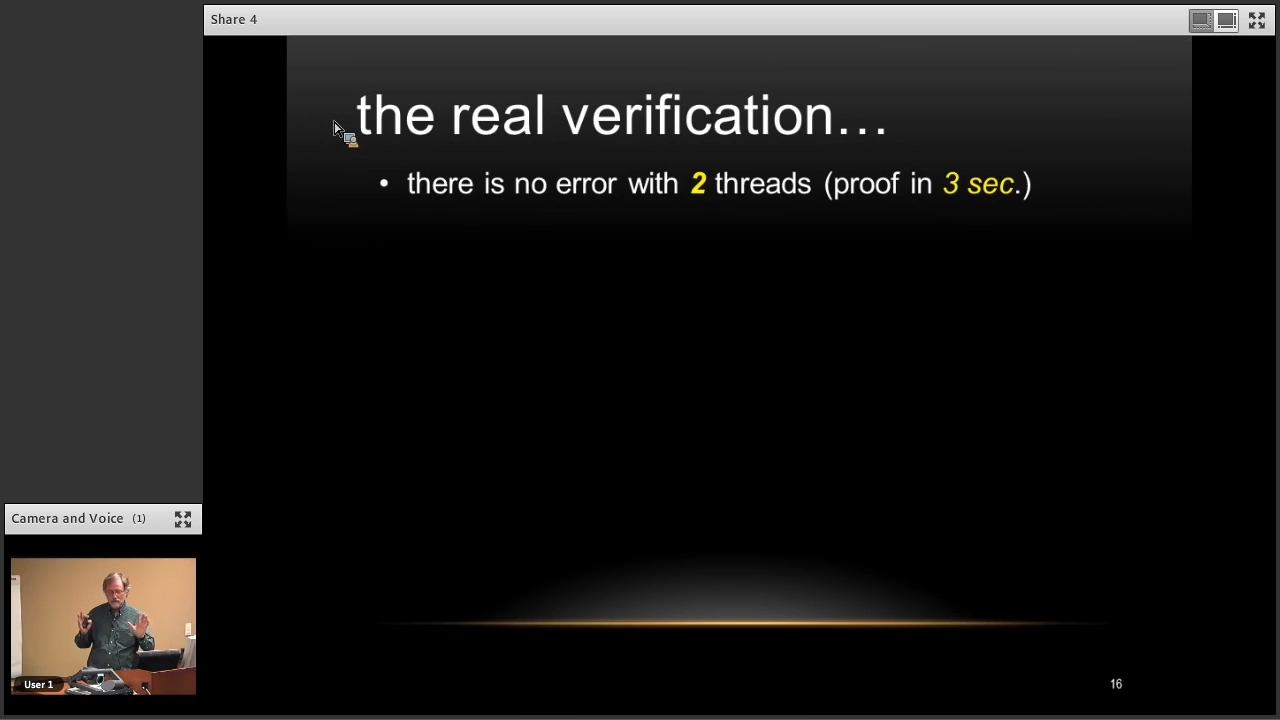 Share 4
the real verification…
• there is no error with 2 threads (proof in 3 sec.)
Camera and Voice (1)
User 1
16